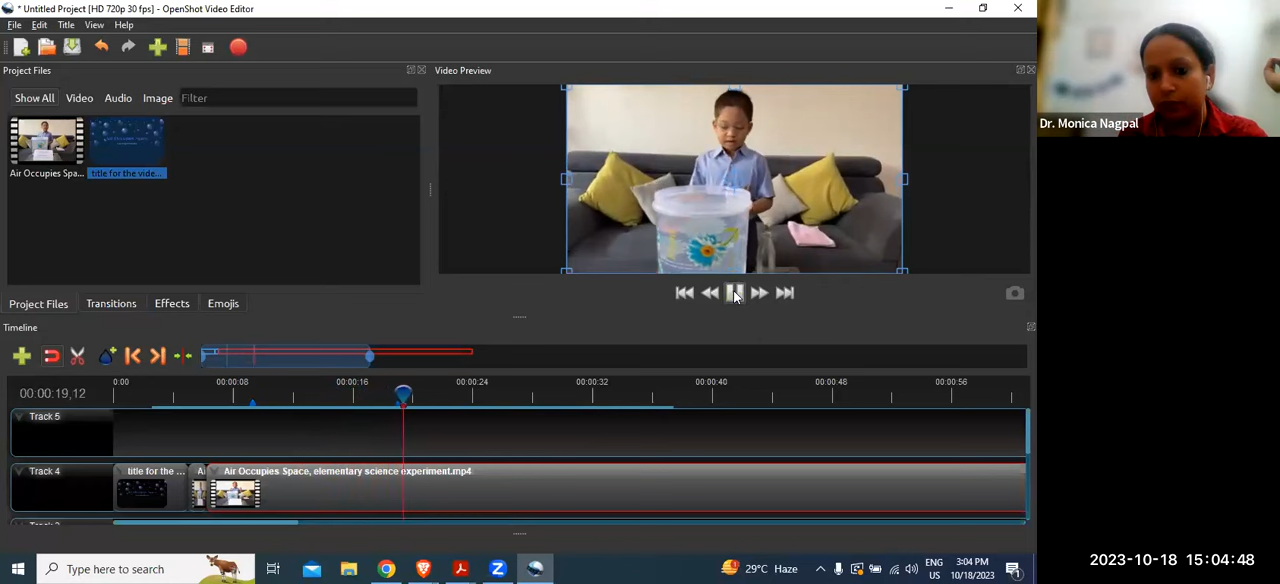 * Untitled Project [HD 720p 30 fps] - OpenShot Video Editor
File Edit Title View Help
Project Files
Video Preview
Show All Video Audio Image Filter
Dr. Monica Nagpal
Air Occupies Spa... title for the vide...
Project Files Transitions Effects Emojis
Timeline
00:00:19,12
0.00 00:00:08 00:00:16 00:00:24 00:00:32 00:00:40 00:00:48 00:00:56
Track 5
Track 4
title for the ...
Air Occupies Space, elementary science experiment.mp4
Type here to search
29°C Haze
ENG
US
3:04 PM
10/18/2023
2023-10-18 15:04:48